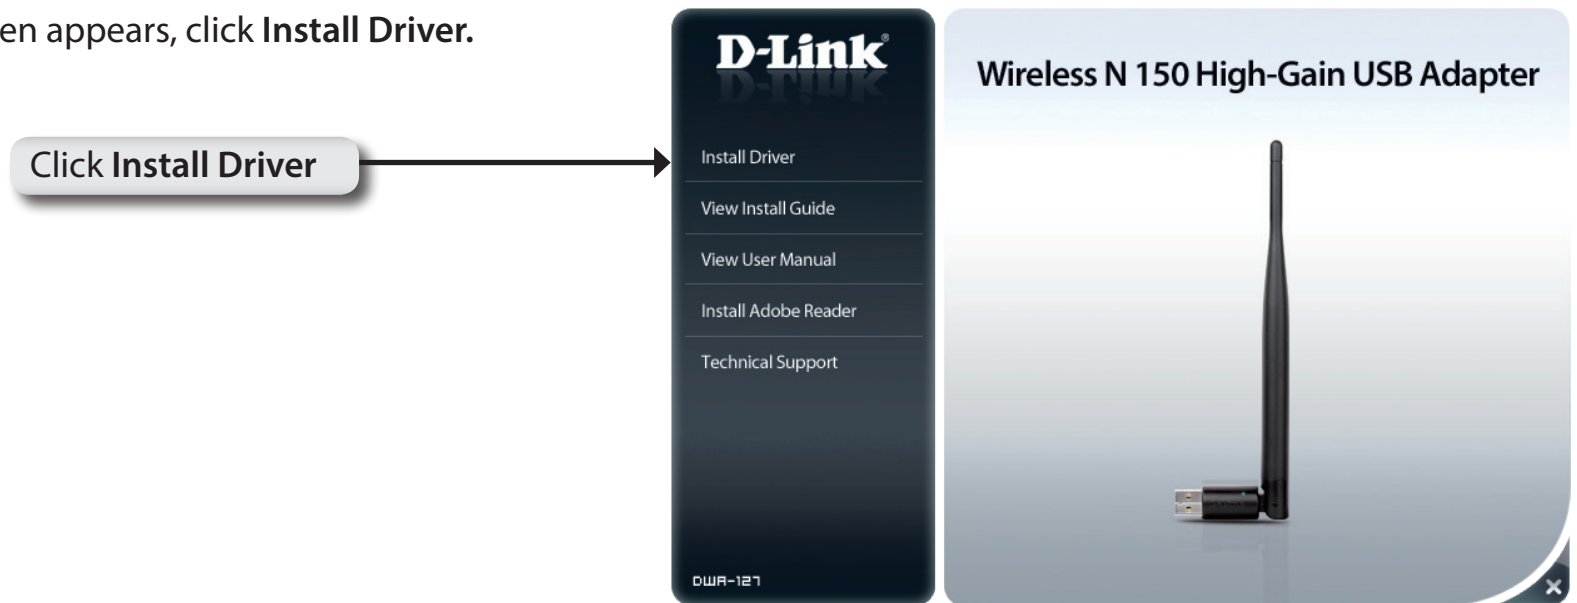 en appears, click Install Driver.
Click Install Driver
D-Link®
Install Driver
View Install Guide
View User Manual
Install Adobe Reader
Technical Support
DWA-127
Wireless N 150 High-Gain USB Adapter